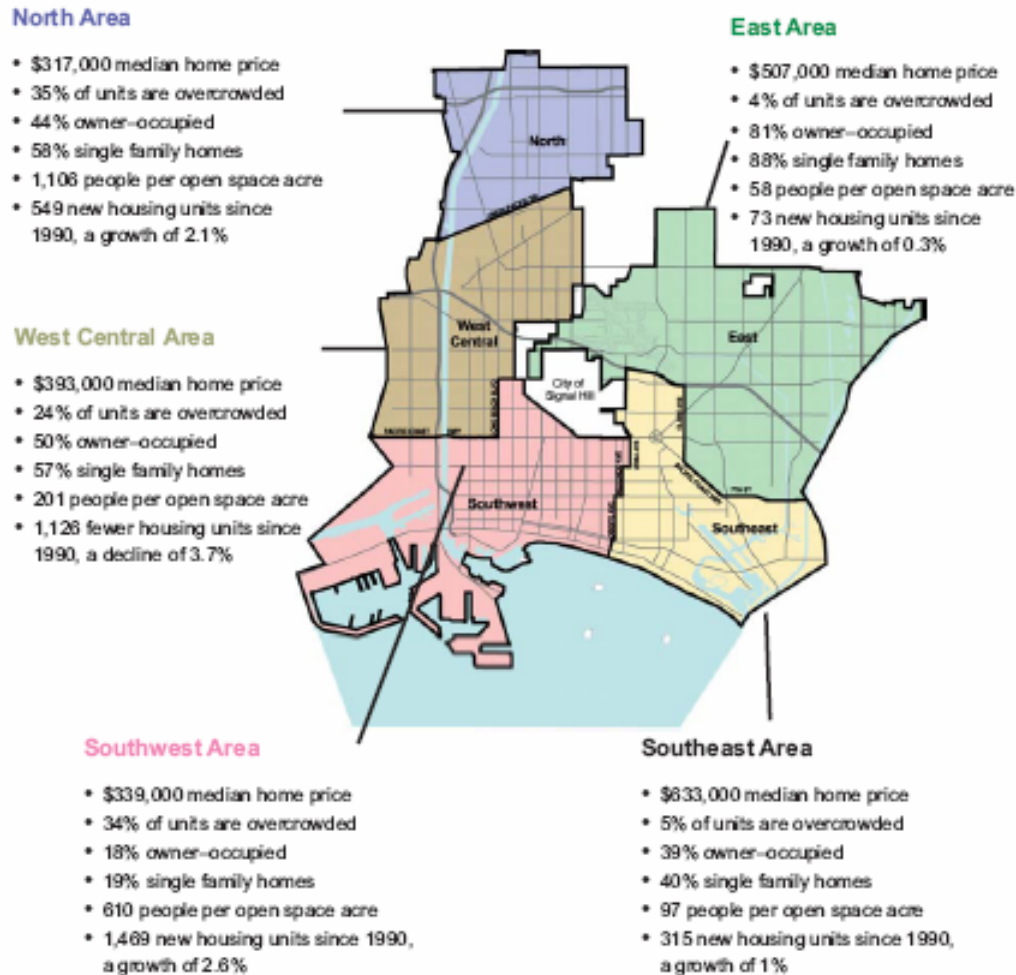 North Area
• $317,000 median home price
• 35% of units are overcrowded
• 44% owner–occupied
• 58% single family homes
• 1,106 people per open space acre
• 549 new housing units since
1990, a growth of 2.1%
East Area
• $507,000 median home price
• 4% of units are overcrowded
• 81% owner–occupied
• 88% single family homes
• 58 people per open space acre
• 73 new housing units since
1990, a growth of 0.3%
North
West Central Area
• $393,000 median home price
• 24% of units are overcrowded
• 50% owner–occupied
• 57% single family homes
• 201 people per open space acre
• 1,126 fewer housing units since
1990, a decline of 3.7%
West
Central
East
City of
Signal Hill
Southwest
Southeast
Southwest Area
• $339,000 median home price
• 34% of units are overcrowded
• 18% owner–occupied
• 19% single family homes
• 610 people per open space acre
• 1,469 new housing units since 1990,
a growth of 2.6%
Southeast Area
• $633,000 median home price
• 5% of units are overcrowded
• 39% owner–occupied
• 40% single family homes
• 97 people per open space acre
• 315 new housing units since 1990,
a growth of 1%